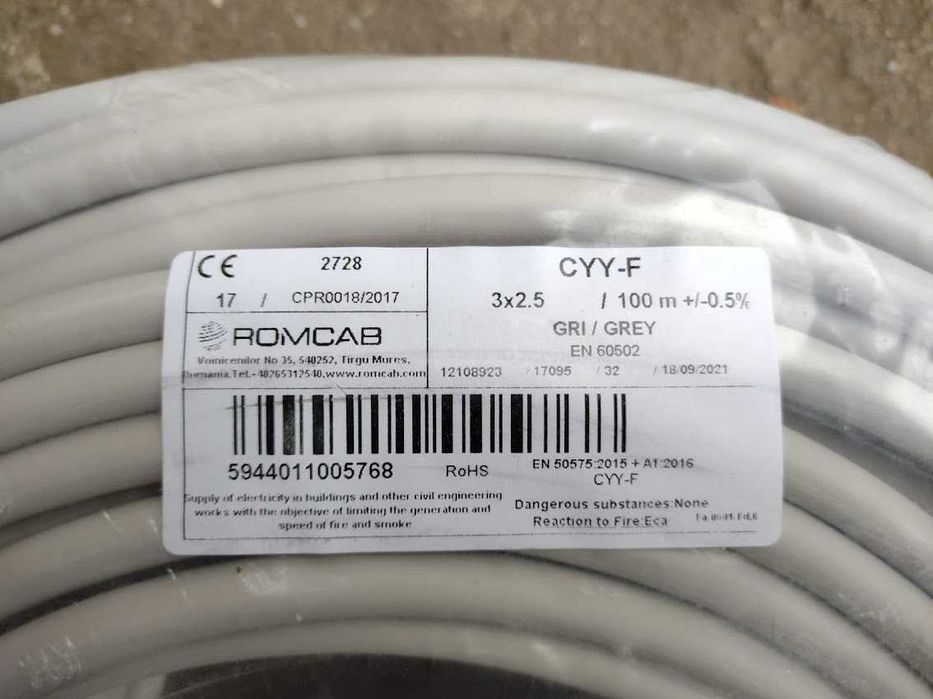 CE 2728
17 / CPR0018/2017
ROMCAB
Voinicenilor No 35, 540252, Tirgu Mures,
Romania.Tel.+40265312540,www.romcab.com
CYY-F
3x2.5 / 100 m +/-0.5%
GRI / GREY
EN 60502
12108923 / 17095 / 32 / 18/09/2021
5944011005768
RoHS
EN 50575:2015 + A1:2016
CYY-F
Supply of electricity in buildings and other civil engineering
works with the objective of limiting the generation and
speed of fire and smoke
Dangerous substances:None
Reaction to Fire:Eca